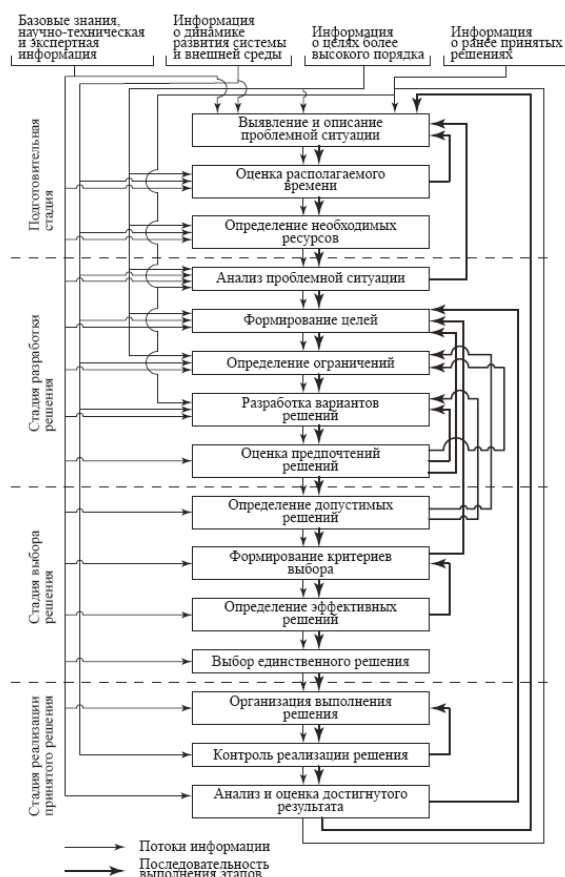 Базовые знания,
научно-техническая
и экспертная
информация
Информация
о динамике
развития системы
и внешней среды
Информация
о целях более
высокого порядка
Информация
о ранее принятых
решениях
Подготовительная
стадия
Выявление и описание
проблемной ситуации
Оценка располагаемого
времени
Определение необходимых
ресурсов
Стадия разработки
решения
Анализ проблемной ситуации
Формирование целей
Определение ограничений
Разработка вариантов
решений
Оценка предпочтений
решений
Стадия выбора
решения
Определение допустимых
решений
Формирование критериев
выбора
Определение эффективных
решений
Выбор единственного решения
Стадия реализации
принятого решения
Организация выполнения
решения
Контроль реализации решения
Анализ и оценка достигнутого
результата
Потоки информации
Последовательность
выполнения этапов